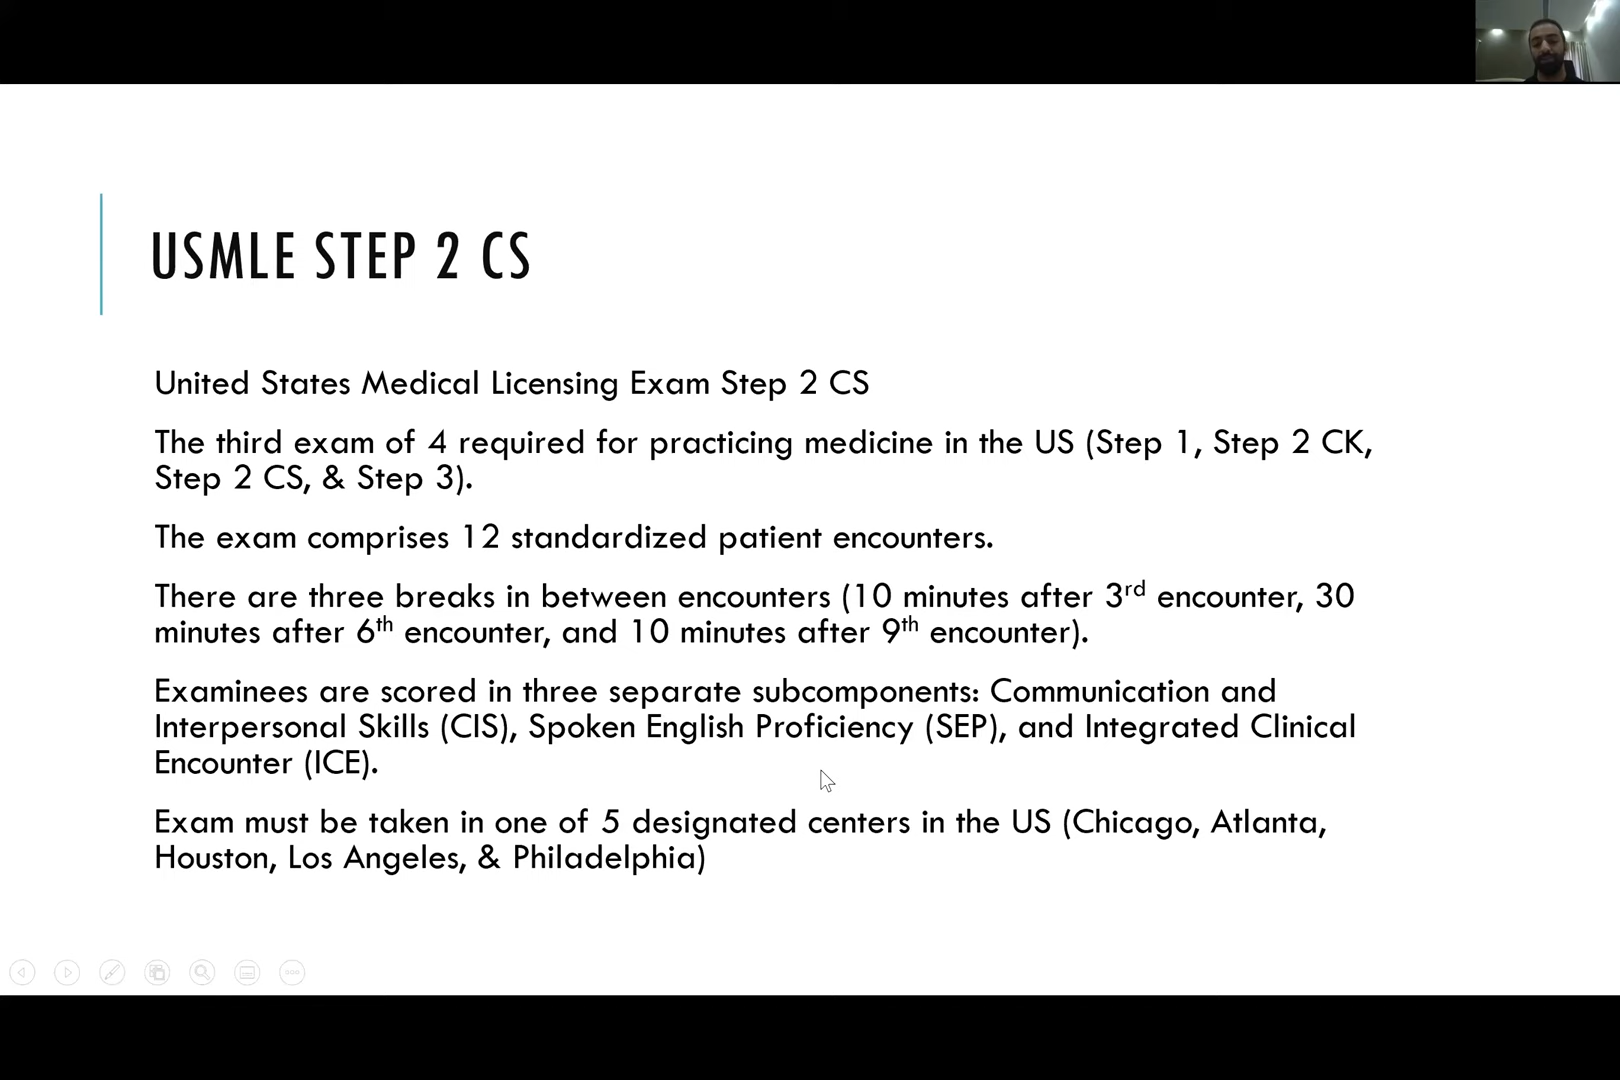 USMLE STEP 2 CS
United States Medical Licensing Exam Step 2 CS
The third exam of 4 required for practicing medicine in the US (Step 1, Step 2 CK,
Step 2 CS, & Step 3).
The exam comprises 12 standardized patient encounters.
There are three breaks in between encounters (10 minutes after 3rd encounter, 30
minutes after 6th encounter, and 10 minutes after 9th encounter).
Examinees are scored in three separate subcomponents: Communication and
Interpersonal Skills (CIS), Spoken English Proficiency (SEP), and Integrated Clinical
Encounter (ICE).
Exam must be taken in one of 5 designated centers in the US (Chicago, Atlanta,
Houston, Los Angeles, & Philadelphia)